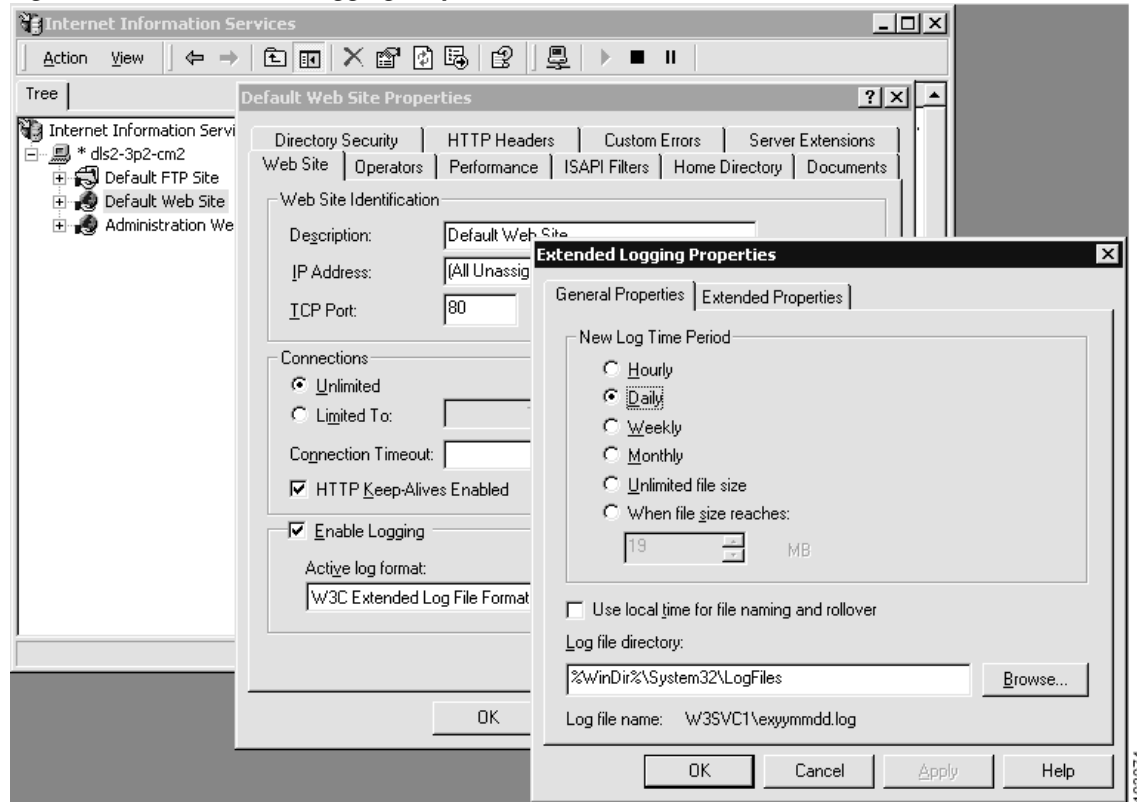 Internet Information Services
Action View
Tree
Internet Information Servi
* dls2-3p2-cm2
Default FTP Site
Default Web Site
Administration We
Default Web Site Properties
Directory Security HTTP Headers Custom Errors Server Extensions
Web Site Operators Performance ISAPI Filters Home Directory Documents
Web Site Identification
Description: Default Web Site
IP Address: (All Unassig
TCP Port: 80
Connections
Unlimited
Limited To:
Connection Timeout:
HTTP Keep-Alives Enabled
Enable Logging
Active log format:
W3C Extended Log File Format
OK
Extended Logging Properties
General Properties Extended Properties
New Log Time Period
Hourly
Daily
Weekly
Monthly
Unlimited file size
When file size reaches:
19 MB
Use local time for file naming and rollover
Log file directory:
%WinDir%\System32\LogFiles Browse...
Log file name: W3SVC1\exyymmdd.log
OK Cancel Apply Help